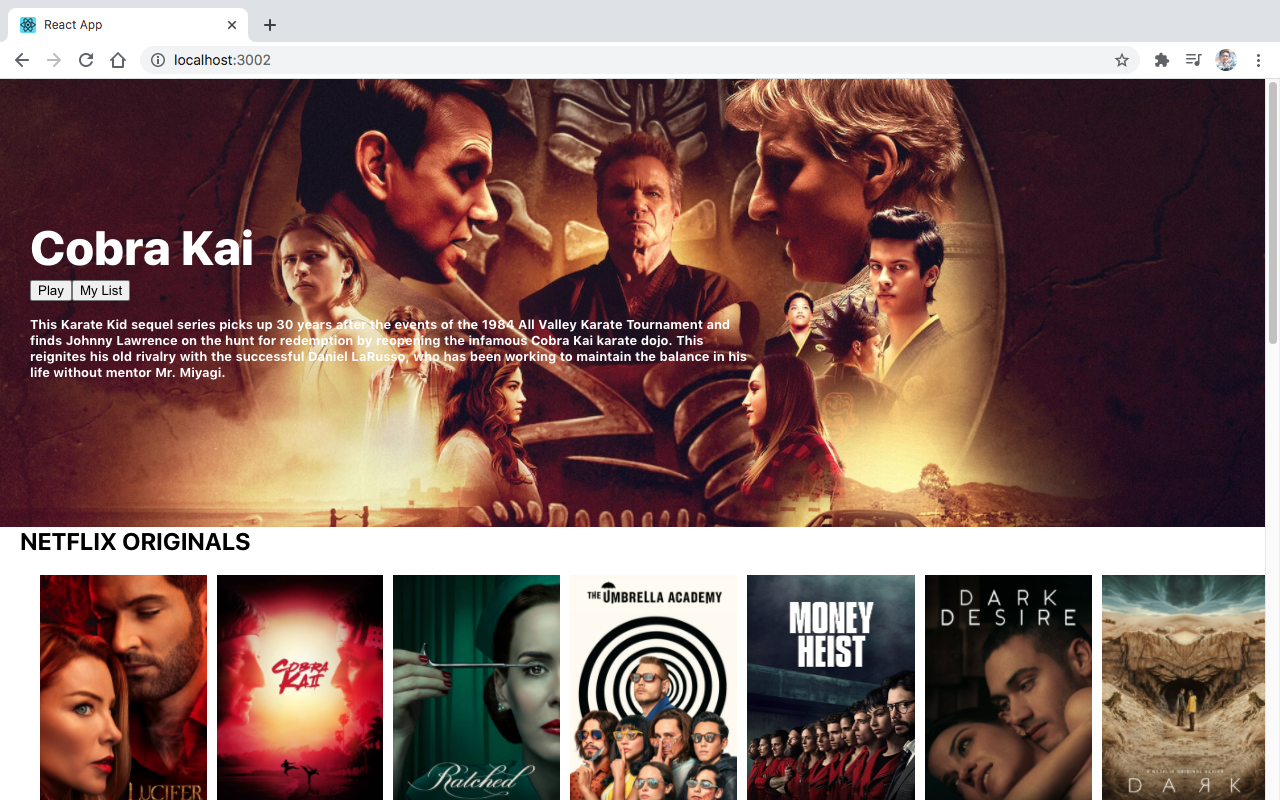 React App
localhost:3002
Cobra Kai
Play
My List
This Karate Kid sequel series picks up 30 years after the events of the 1984 All Valley Karate Tournament and
finds Johnny Lawrence on the hunt for redemption by reopening the infamous Cobra Kai karate dojo. This
reignites his old rivalry with the successful Daniel LaRusso, who has been working to maintain the balance in his
life without mentor Mr. Miyagi.
NETFLIX ORIGINALS
LUCIFER
COBRA
KAI
Ratched
THE UMBRELLA ACADEMY
MONEY
HEIST
DARK
DESIRE
A NETFLIX ORIGINAL SERIES
DARK